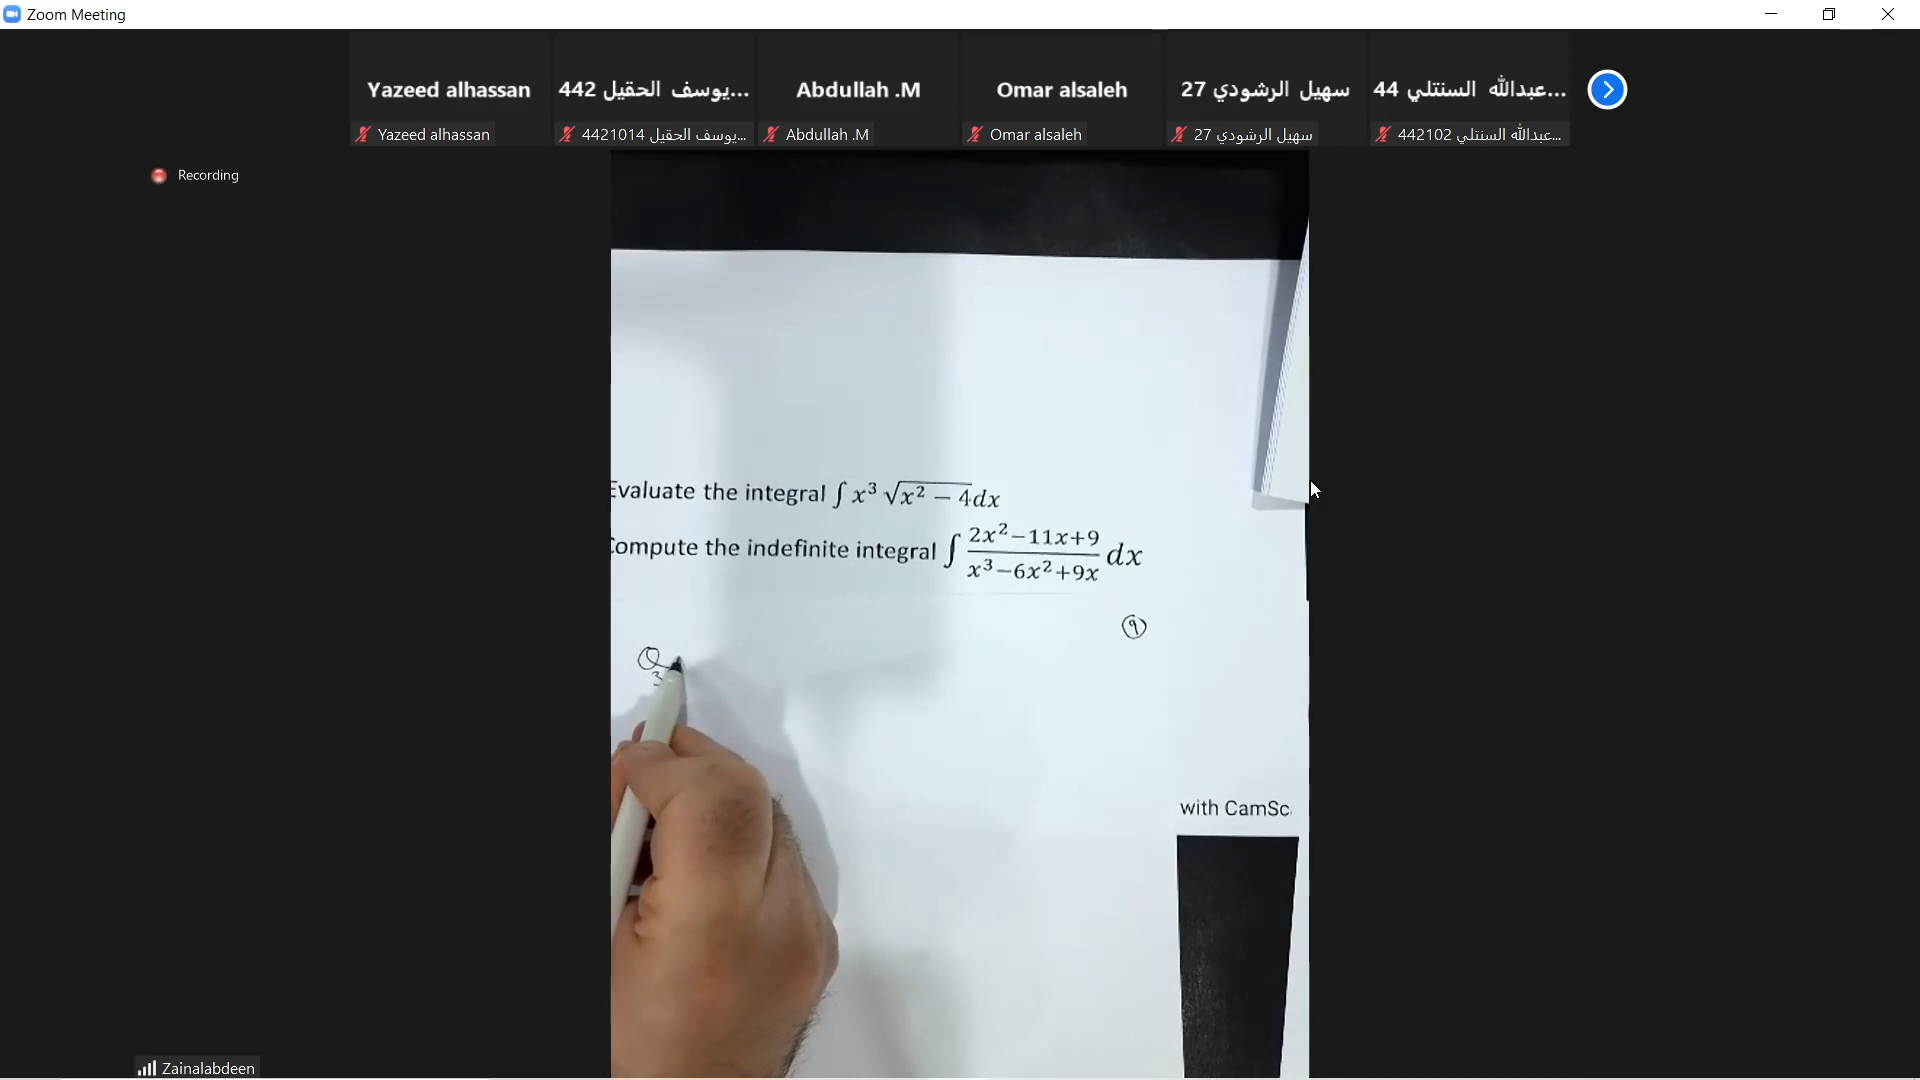 Zoom Meeting
Yazeed alhassan
442 يوسف الحقيل...
Abdullah .M
Omar alsaleh
27 سهيل الرشودي
44 عبدالله السنتلي...
Yazeed alhassan
4421014 يوسف الحقيل...
Abdullah .M
Omar alsaleh
27 سهيل الرشودي
442102 عبدالله السنتلي...
Recording
Evaluate the integral ∫ x³ √(x² − 4) dx
Compute the indefinite integral ∫ (2x²−11x+9)/(x³−6x²+9x) dx
Q3
with CamSc
Zainalabdeen